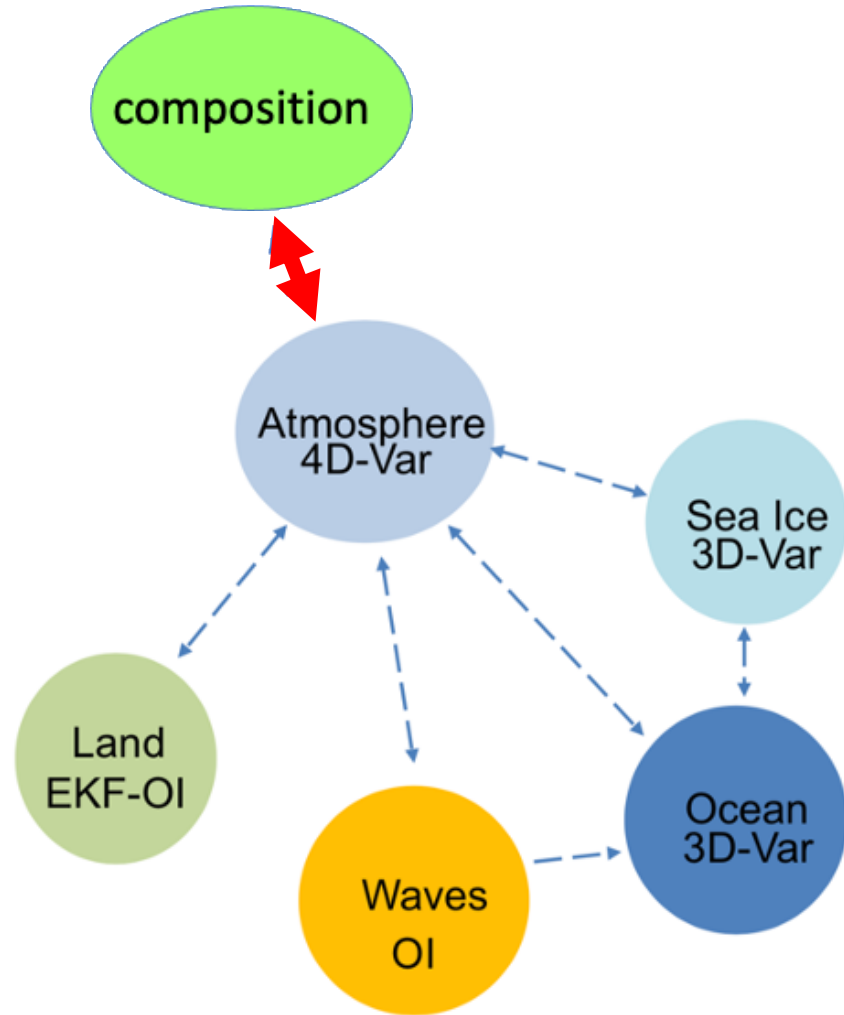 composition
Atmosphere
4D-Var
Sea Ice
3D-Var
Land
EKF-OI
Ocean
3D-Var
Waves
OI